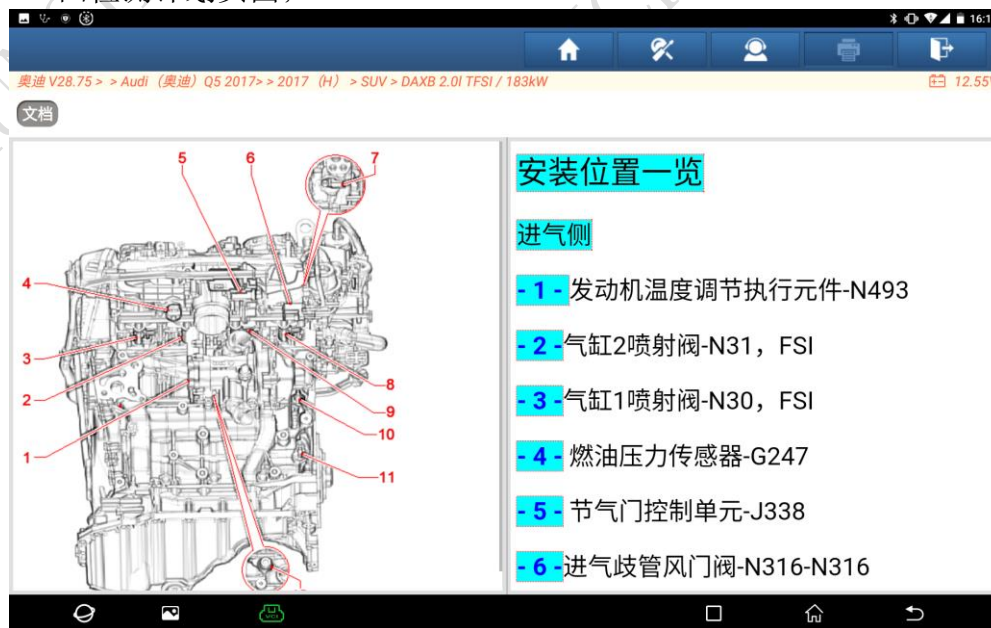 16:1
奥迪 V28.75 > > Audi（奥迪）Q5 2017> > 2017（H） > SUV > DAXB 2.0l TFSI / 183kW
12.55
文档
5
6
7
4
3
2
1
8
9
10
11
安装位置一览
进气侧
- 1 -发动机温度调节执行元件-N493
- 2 -气缸2喷射阀-N31，FSI
- 3 -气缸1喷射阀-N30，FSI
- 4 - 燃油压力传感器-G247
- 5 - 节气门控制单元-J338
- 6 -进气歧管风门阀-N316-N316